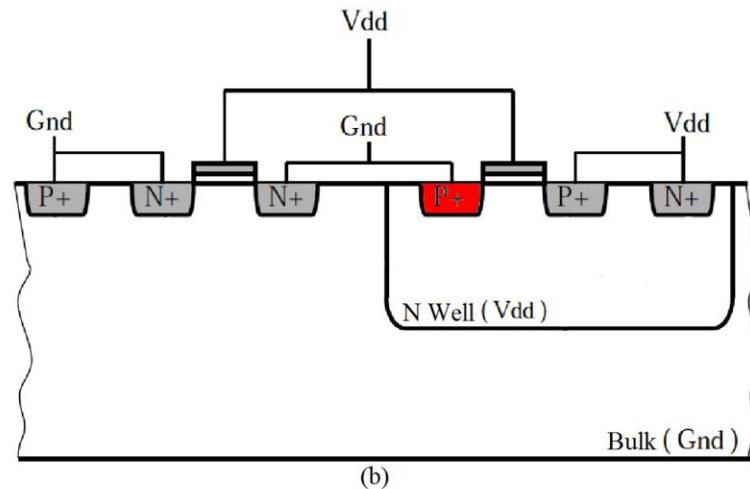 Vdd
Gnd
Gnd
Vdd
P+ N+ N+ P+ P+ N+
N Well (Vdd)
Bulk (Gnd)
(b)